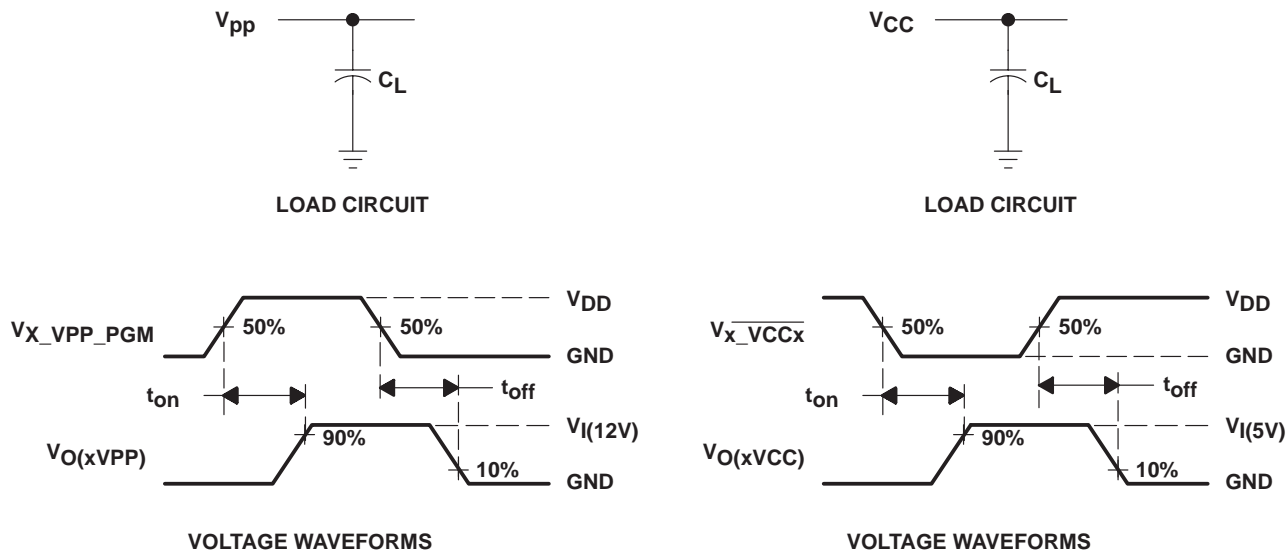 Vpp
CL
LOAD CIRCUIT
VCC
CL
LOAD CIRCUIT
VX_VPP_PGM
50%
50%
VDD
GND
ton
toff
VO(xVPP)
90%
10%
VI(12V)
GND
VOLTAGE WAVEFORMS
Vx_VCCx
50%
50%
VDD
GND
ton
toff
VO(xVCC)
90%
10%
VI(5V)
GND
VOLTAGE WAVEFORMS